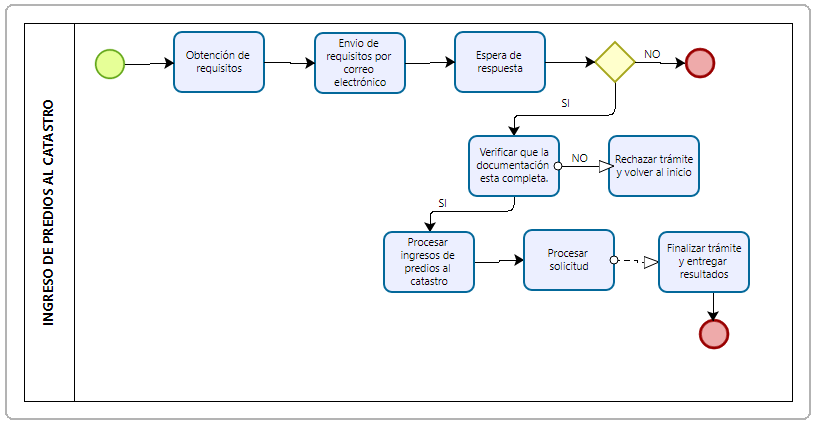 INGRESO DE PREDIOS AL CATASTRO
Obtención de
requisitos
Envio de
requisitos por
correo
electrónico
Espera de
respuesta
NO
SI
Verificar que la
documentación
esta completa.
NO
Rechazar trámite
y volver al inicio
SI
Procesar
ingresos de
predios al
catastro
Procesar
solicitud
Finalizar trámite
y entregar
resultados